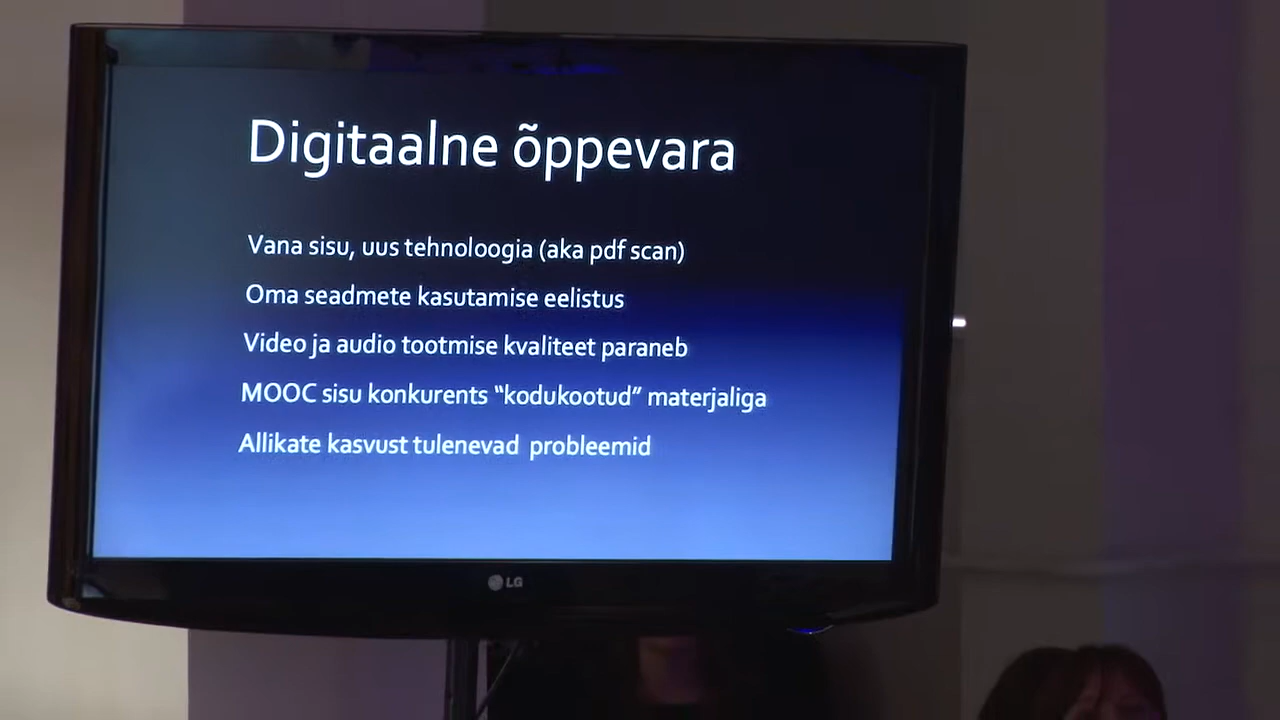 Digitaalne õppevara
Vana sisu, uus tehnoloogia (aka pdf scan)
Oma seadmete kasutamise eelistus
Video ja audio tootmise kvaliteet paraneb
MOOC sisu konkurents “kodukootud” materjaliga
Allikate kasvust tulenevad probleemid
LG